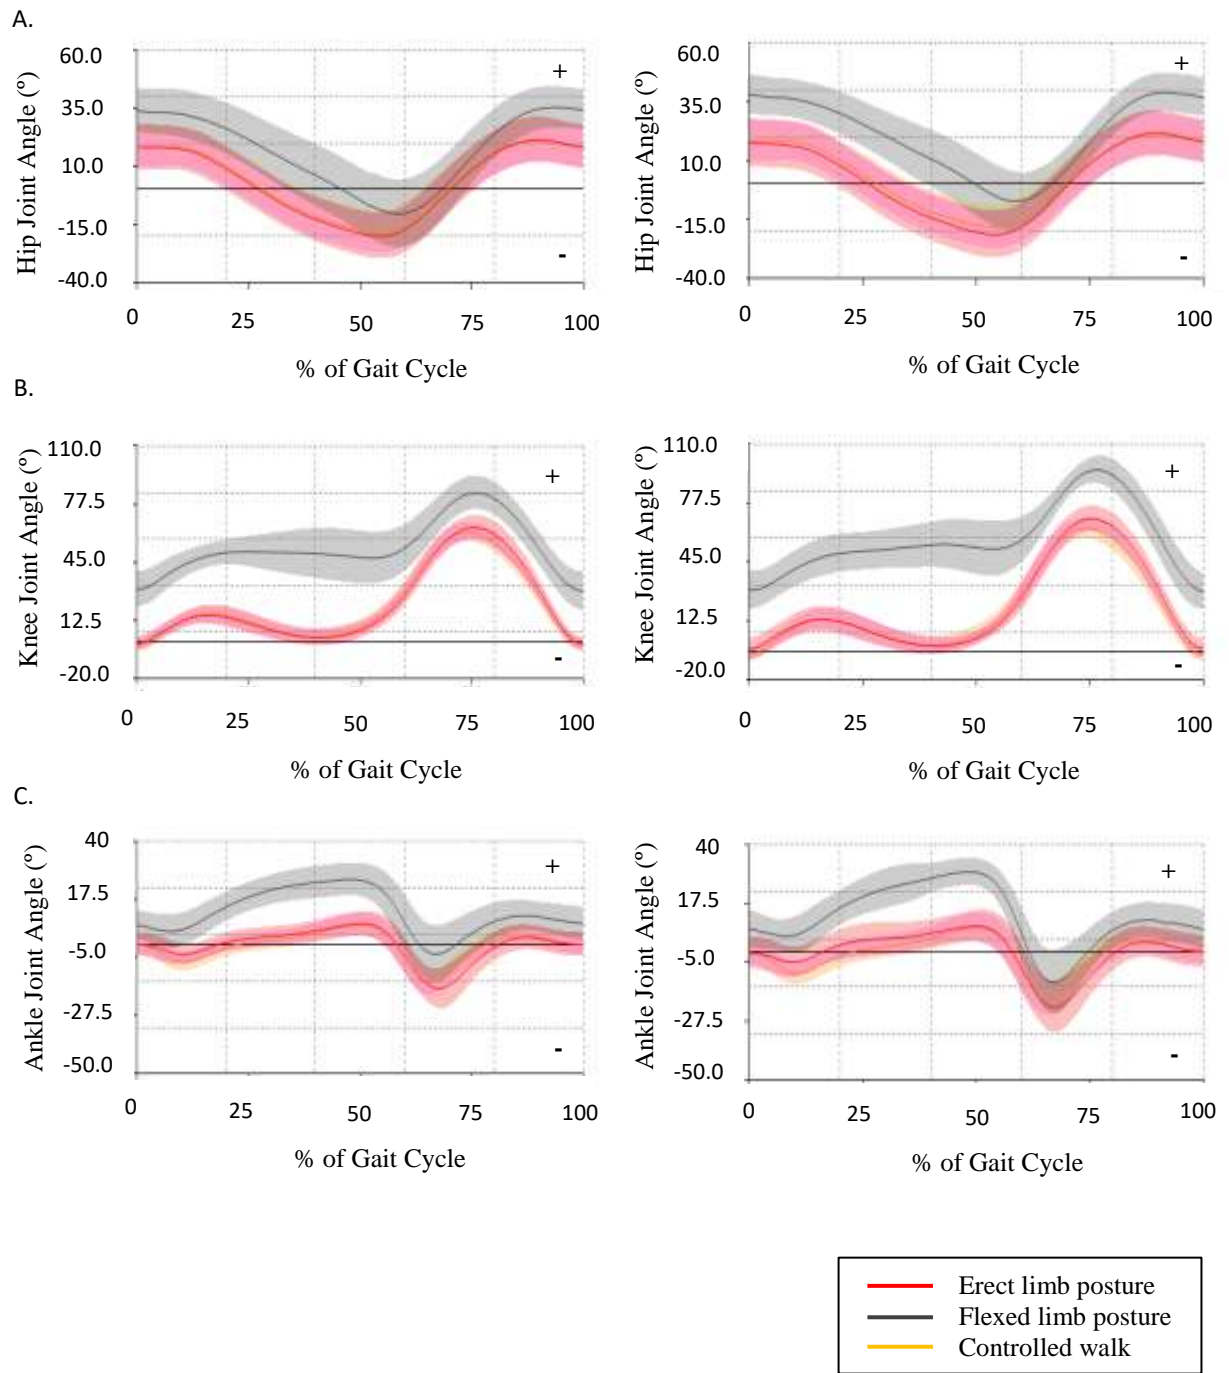 A.
Hip Joint Angle (º)
60.0
35.0
10.0
-15.0
-40.0
+
-
0 25 50 75 100
% of Gait Cycle
Hip Joint Angle (º)
60.0
35.0
10.0
-15.0
-40.0
+
-
0 25 50 75 100
% of Gait Cycle
B.
Knee Joint Angle (º)
110.0
77.5
45.0
12.5
-20.0
+
-
0 25 50 75 100
% of Gait Cycle
Knee Joint Angle (º)
110.0
77.5
45.0
12.5
-20.0
+
-
0 25 50 75 100
% of Gait Cycle
C.
Ankle Joint Angle (º)
40
17.5
-5.0
-27.5
-50.0
+
-
0 25 50 75 100
% of Gait Cycle
Ankle Joint Angle (º)
40
17.5
-5.0
-27.5
-50.0
+
-
0 25 50 75 100
% of Gait Cycle
Erect limb posture
Flexed limb posture
Controlled walk